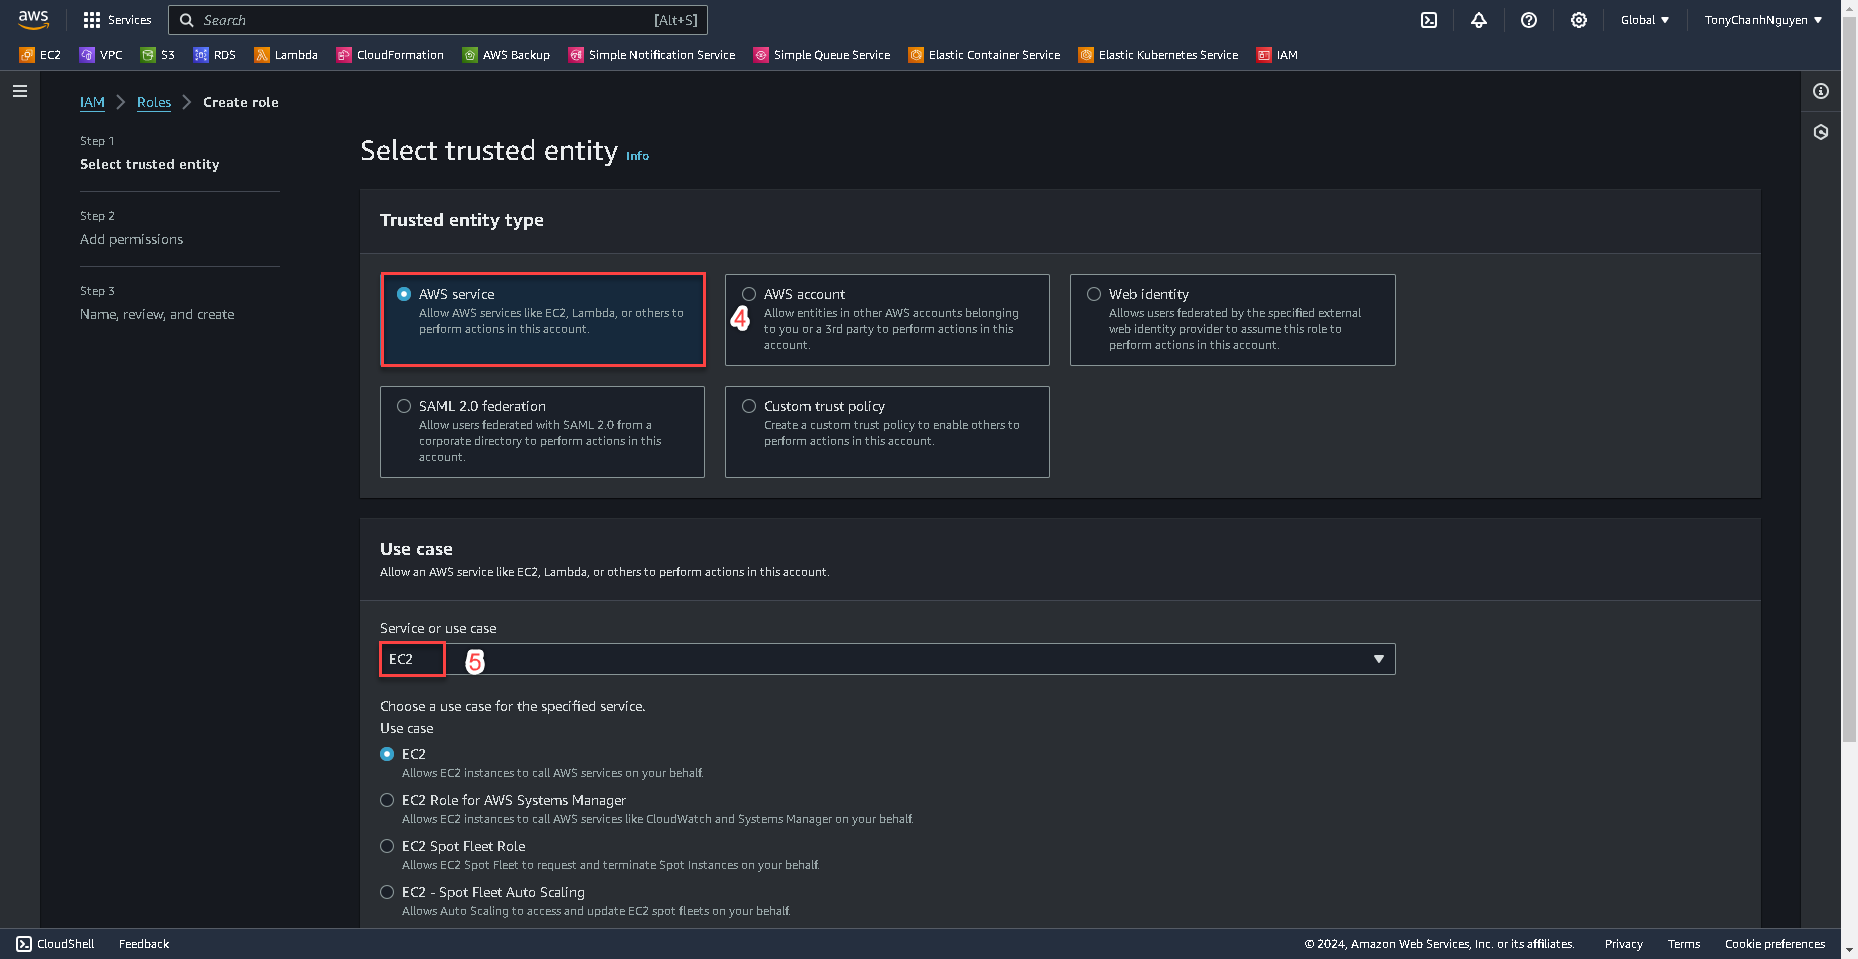 aws Services Search [Alt+S] Global TonyChanhNguyen
EC2 VPC S3 RDS Lambda CloudFormation AWS Backup Simple Notification Service Simple Queue Service Elastic Container Service Elastic Kubernetes Service IAM
IAM Roles Create role
Step 1
Select trusted entity
Step 2
Add permissions
Step 3
Name, review, and create
Select trusted entity Info
Trusted entity type
AWS service
Allow AWS services like EC2, Lambda, or others to
perform actions in this account.
4
AWS account
Allow entities in other AWS accounts belonging
to you or a 3rd party to perform actions in this
account.
Web identity
Allows users federated by the specified external
web identity provider to assume this role to
perform actions in this account.
SAML 2.0 federation
Allow users federated with SAML 2.0 from a
corporate directory to perform actions in this
account.
Custom trust policy
Create a custom trust policy to enable others to
perform actions in this account.
Use case
Allow an AWS service like EC2, Lambda, or others to perform actions in this account.
Service or use case
EC2 5
Choose a use case for the specified service.
Use case
EC2
Allows EC2 instances to call AWS services on your behalf.
EC2 Role for AWS Systems Manager
Allows EC2 instances to call AWS services like CloudWatch and Systems Manager on your behalf.
EC2 Spot Fleet Role
Allows EC2 Spot Fleet to request and terminate Spot Instances on your behalf.
EC2 - Spot Fleet Auto Scaling
Allows Auto Scaling to access and update EC2 spot fleets on your behalf.
CloudShell Feedback © 2024, Amazon Web Services, Inc. or its affiliates. Privacy Terms Cookie preferences